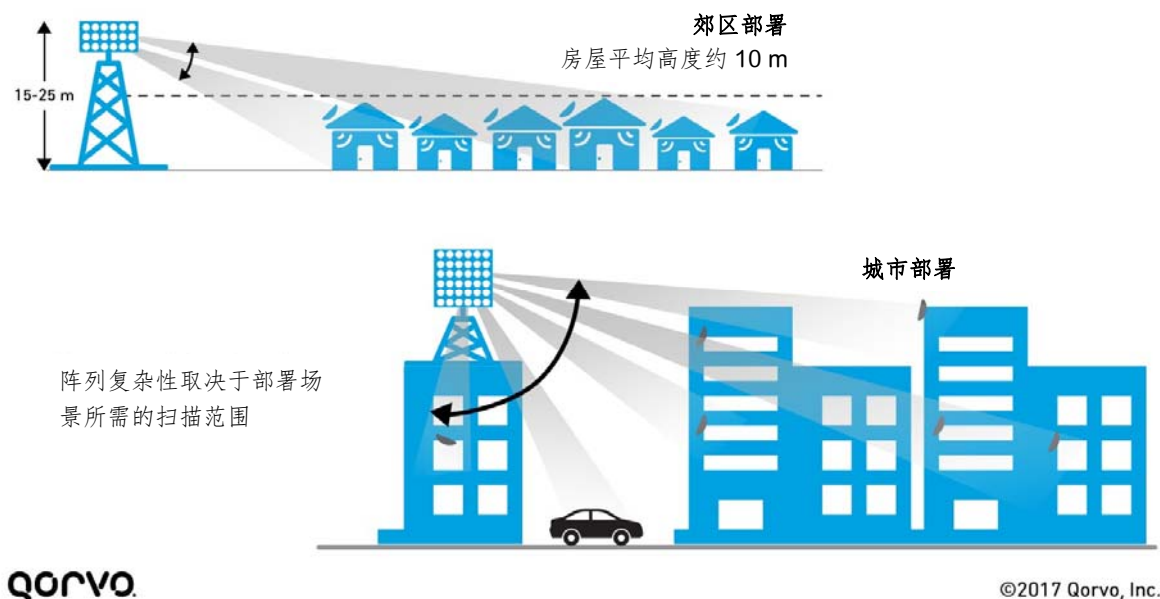 郊区部署
房屋平均高度约 10 m
15-25 m
城市部署
阵列复杂性取决于部署场
景所需的扫描范围
QORVO.
©2017 Qorvo, Inc.